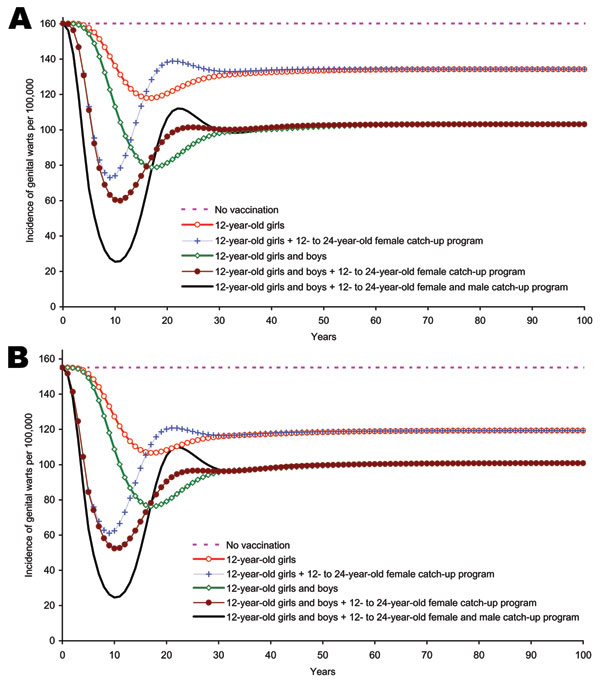 A
Incidence of genital warts per 100,000
160
140
120
100
80
60
40
20
0
No vaccination
12-year-old girls
12-year-old girls + 12- to 24-year-old female catch-up program
12-year-old girls and boys
12-year-old girls and boys + 12- to 24-year-old female catch-up program
12-year-old girls and boys + 12- to 24-year-old female and male catch-up program
0 10 20 30 40 50 60 70 80 90 100
Years
B
Incidence of genital warts per 100,000
160
140
120
100
80
60
40
20
0
No vaccination
12-year-old girls
12-year-old girls + 12- to 24-year-old female catch-up program
12-year-old girls and boys
12-year-old girls and boys + 12- to 24-year-old female catch-up program
12-year-old girls and boys + 12- to 24-year-old female and male catch-up program
0 10 20 30 40 50 60 70 80 90 100
Years